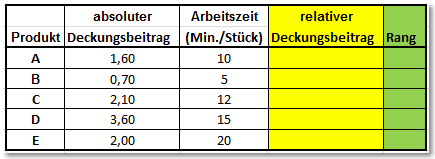 absoluter Arbeitszeit relativer
Produkt Deckungsbeitrag (Min./Stück) Deckungsbeitrag Rang
A 1,60 10
B 0,70 5
C 2,10 12
D 3,60 15
E 2,00 20